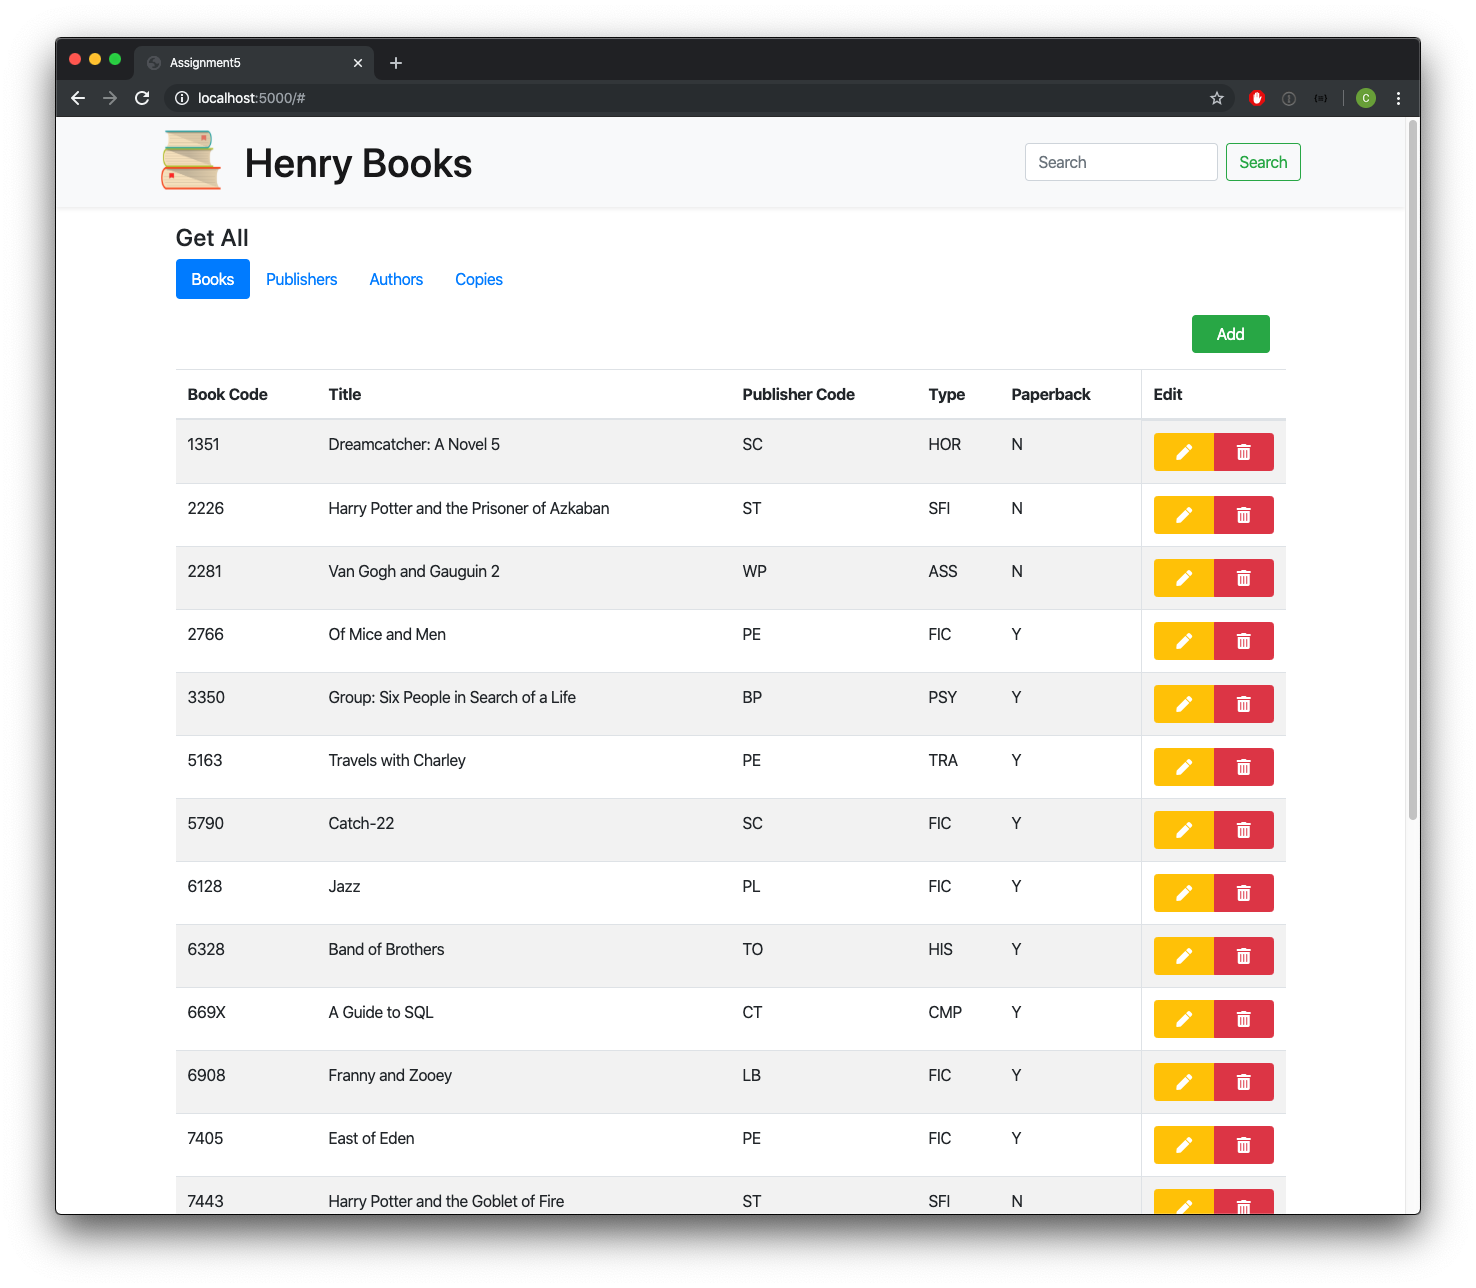 Assignment5
localhost:5000/#
C
Henry Books
Search Search
Get All
Books Publishers Authors Copies
Add
Book Code Title Publisher Code Type Paperback Edit
1351 Dreamcatcher: A Novel 5 SC HOR N
2226 Harry Potter and the Prisoner of Azkaban ST SFI N
2281 Van Gogh and Gauguin 2 WP ASS N
2766 Of Mice and Men PE FIC Y
3350 Group: Six People in Search of a Life BP PSY Y
5163 Travels with Charley PE TRA Y
5790 Catch-22 SC FIC Y
6128 Jazz PL FIC Y
6328 Band of Brothers TO HIS Y
669X A Guide to SQL CT CMP Y
6908 Franny and Zooey LB FIC Y
7405 East of Eden PE FIC Y
7443 Harry Potter and the Goblet of Fire ST SFI N